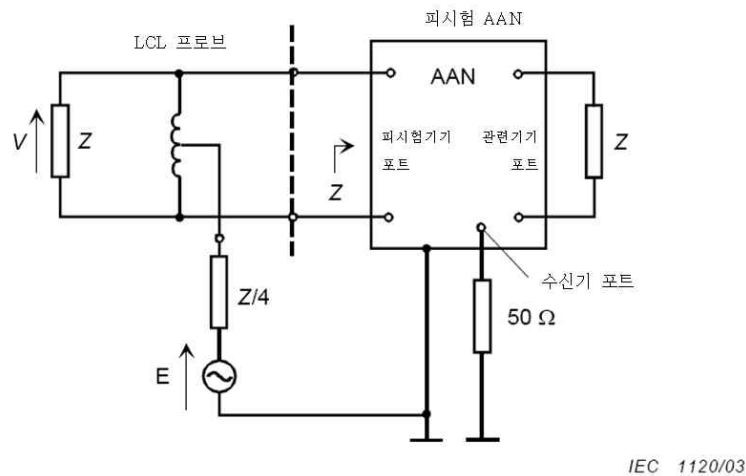 피시험 AAN
LCL 프로브
AAN
V
Z
피시험기기
포트
관련기기
포트
Z
Z
수신기 포트
Z/4
50 Ω
E
IEC 1120/03